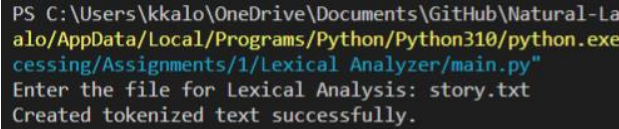 PS C:\Users\kkalo\OneDrive\Documents\GitHub\Natural-La
alo/AppData/Local/Programs/Python/Python310/python.exe
cessing/Assignments/1/Lexical Analyzer/main.py"
Enter the file for Lexical Analysis: story.txt
Created tokenized text successfully.